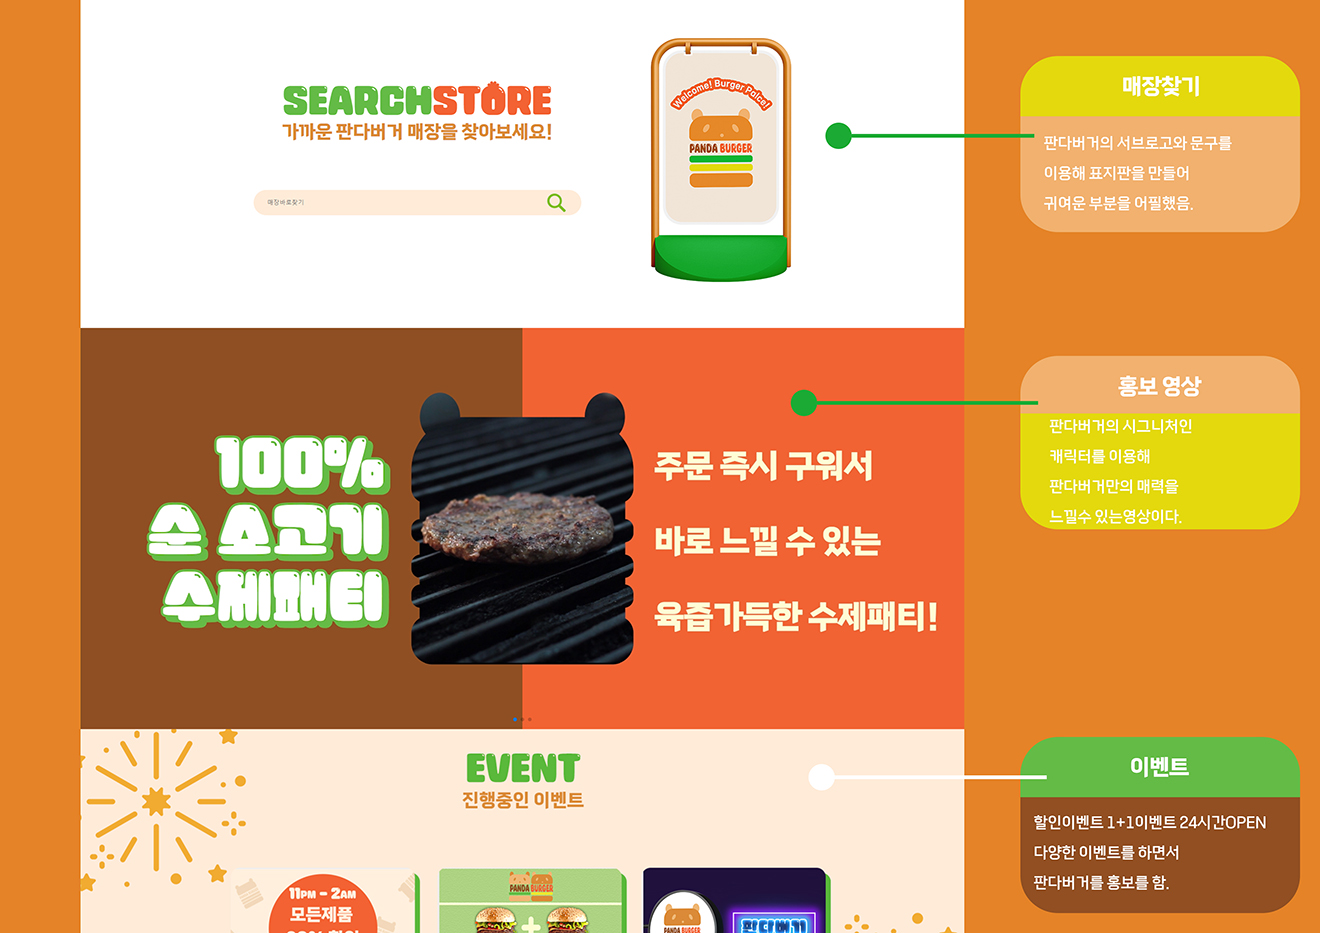 SEARCHSTORE
가까운 판다버거 매장을 찾아보세요!
매장바로찾기
Welcome! Burger Palce!
PANDA BURGER
매장찾기
판다버거의 서브로고와 문구를
이용해 표지판을 만들어
귀여운 부분을 어필했음.
100%
순 소고기
수제패티
주문 즉시 구워서
바로 느낄 수 있는
육즙가득한 수제패티!
홍보 영상
판다버거의 시그니처인
캐릭터를 이용해
판다버거만의 매력을
느낄수 있는영상이다.
EVENT
진행중인 이벤트
이벤트
할인이벤트 1+1이벤트 24시간OPEN
다양한 이벤트를 하면서
판다버거를 홍보를 함.
11PM - 2AM
모든제품
PANDA BURGER
+
PANDA BURGER
판다버거